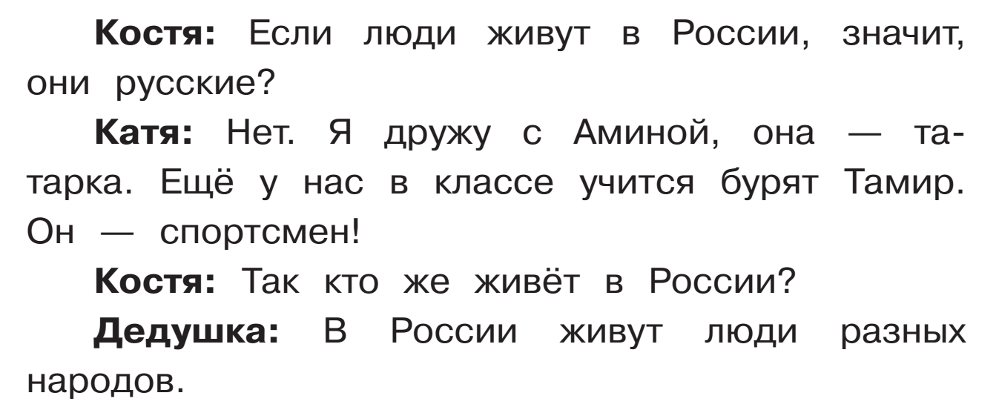 Костя: Если люди живут в России, значит,
они русские?
Катя: Нет. Я дружу с Аминой, она — та-
тарка. Ещё у нас в классе учится бурят Тамир.
Он — спортсмен!
Костя: Так кто же живёт в России?
Дедушка: В России живут люди разных
народов.